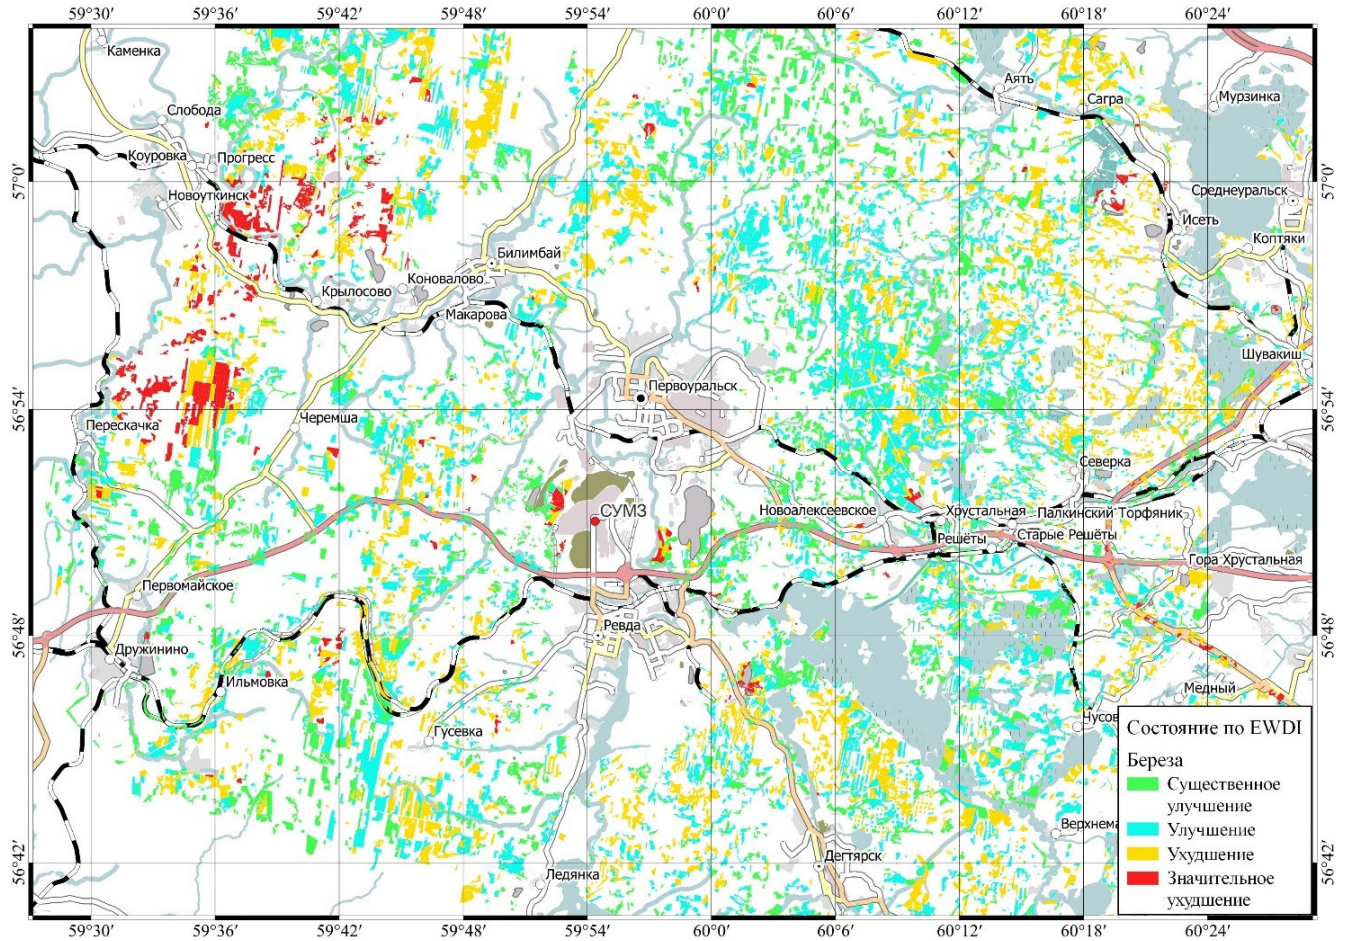 59°30' 59°36' 59°42' 59°48' 59°54' 60°0' 60°6' 60°12' 60°18' 60°24'
Каменка
Аять
Сагра
Мурзинка
Слобода
Коуровка
Прогресс
57°0'
57°0'
Новоуткинск
Среднеуральск
Исеть
Коптяки
Билимбай
Коновалово
Крылосово
Макарова
Шувакиш
Первоуральск
56°54'
56°54'
Перескачка
Черемша
Северка
СУМЗ
Новоалексеевское
Хрустальная
Палкинский Торфяник
Решёты
Старые Решёты
Гора Хрустальная
Первомайское
56°48'
56°48'
Ревда
Дружинино
Ильмовка
Медный
Гусевка
Чусов
Состояние по EWDI
Береза
Существенное
улучшение
Улучшение
Ухудшение
Значительное
ухудшение
Верхнема
56°42'
56°42'
Дегтярск
Ледянка
59°30' 59°36' 59°42' 59°48' 59°54' 60°0' 60°6' 60°12' 60°18' 60°24'